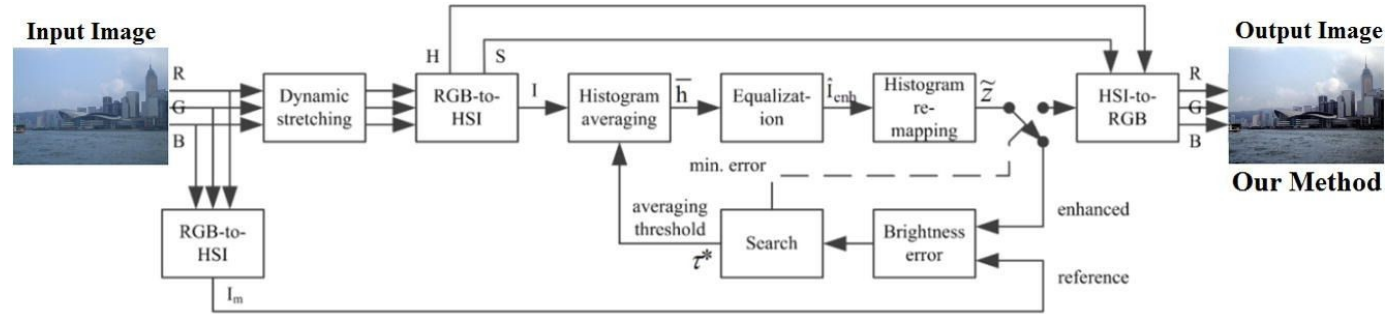 Input Image
Output Image
R
G
B
Dynamic
stretching
H
S
RGB-to-
HSI
I
Histogram
averaging
h̅
Equalizat-
ion
Î_enh
Histogram
re-
mapping
z̃
HSI-to-
RGB
R
G
B
Our Method
min. error
averaging
threshold
τ*
Search
Brightness
error
enhanced
reference
RGB-to-
HSI
I_m